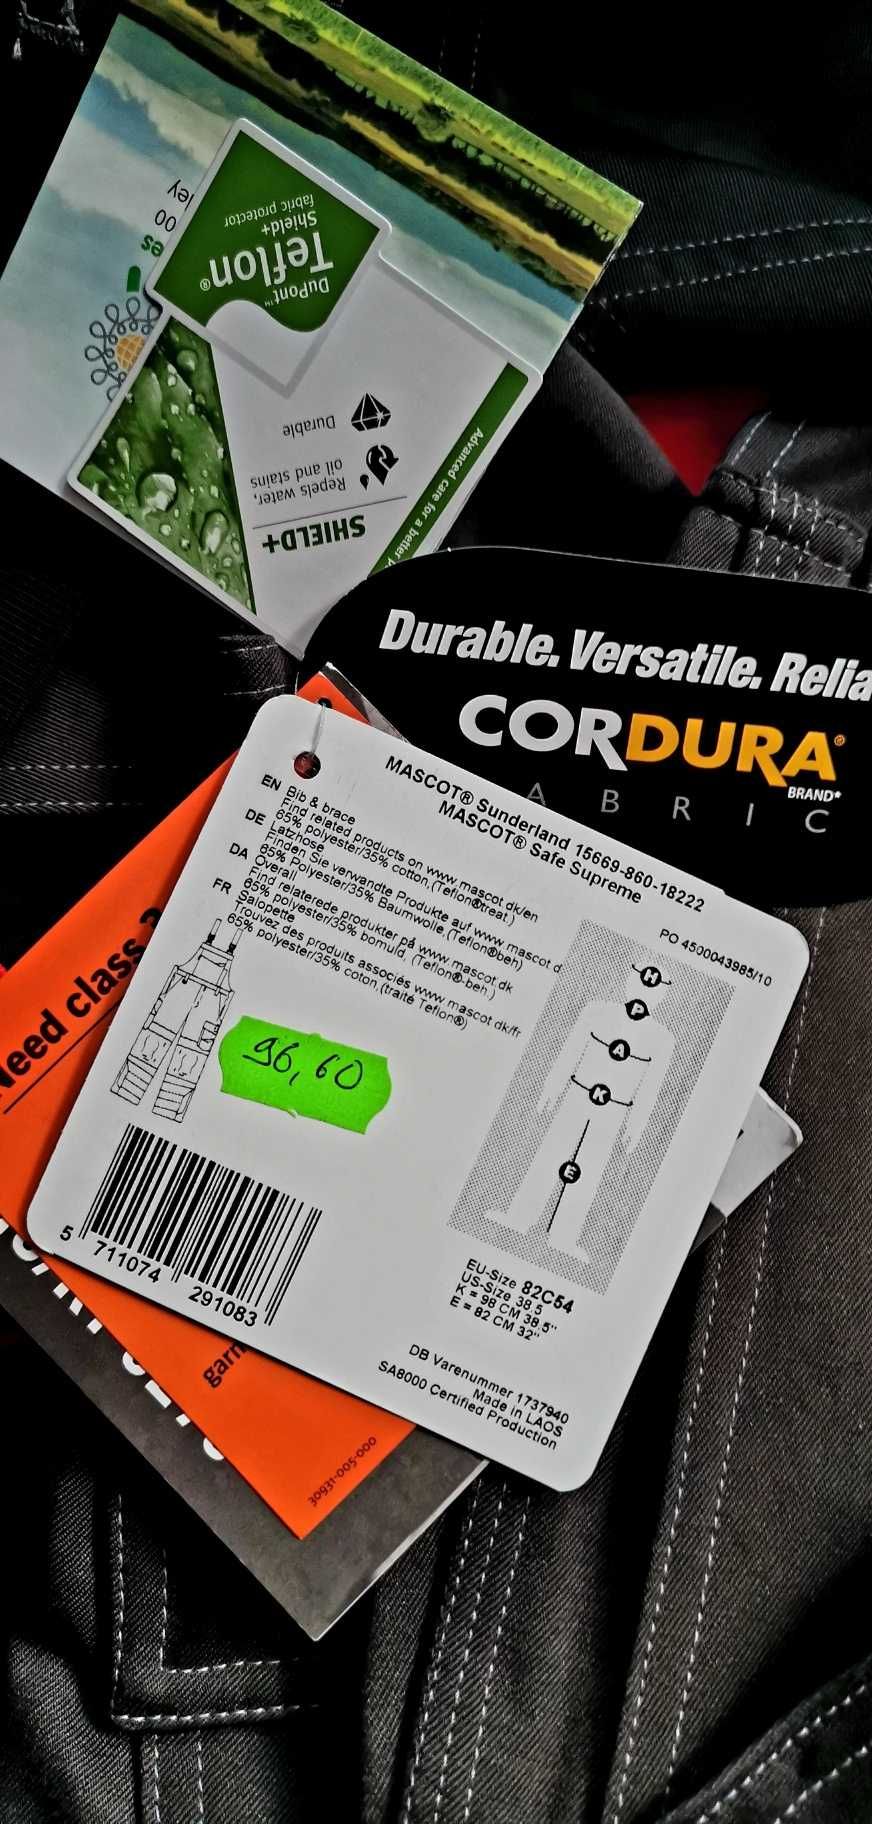 DuPont™
Teflon®
Shield+
fabric protector
SHIELD+
Repels water,
oil and stains
Durable
Advanced care for a better
Durable. Versatile.
CORDURA®
BRAND*
A B R I C
MASCOT® Sunderland 15669-860-18222
MASCOT® Safe Supreme
PO 4500043985/10
EN Bib & brace
Find related products on www.mascot.dk/en
65% polyester/35% cotton,(Teflon®treat.)
DE Latzhose
Finden Sie verwandte Produkte auf www mascot d
65% Polyester/35% Baumwolle,(Teflon®beh)
DA Overall
Find relaterede produkter på www.mascot.dk
65% polyester/35% bomuld, (Teflon®-beh.)
FR Salopette
Trouvez des produits associés www mascot dk/fr
65% polyester/35% coton,(traité Teflon®)
96,60
H
P
A
K
E
5 711074 291083
EU-Size 82C54
US-Size 38.5
K = 98 CM 38.5"
E = 82 CM 32"
DB Varenummer 1737940
Made in LAOS
SA8000 Certified Production
Need class
30931-005-000